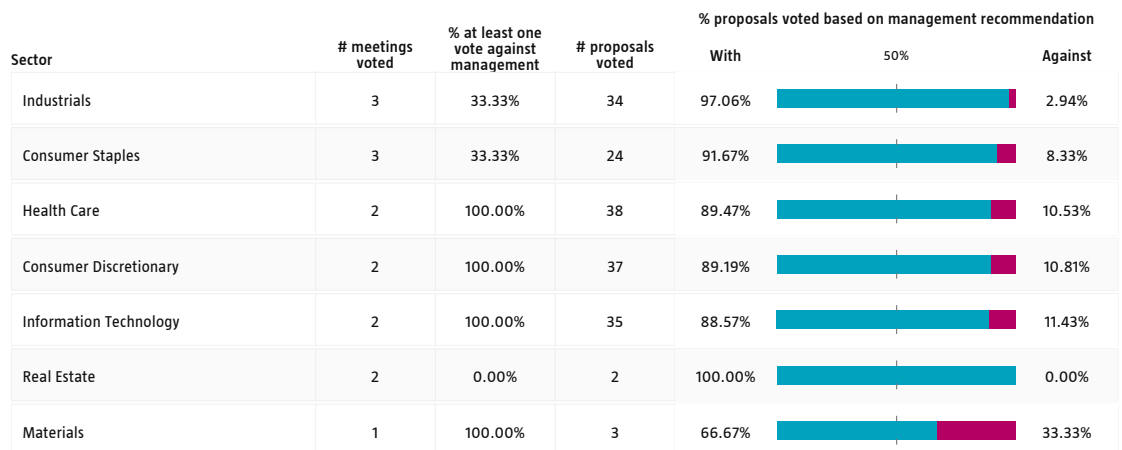 % proposals voted based on management recommendation
Sector
# meetings voted
% at least one vote against management
# proposals voted
With
50%
Against
Industrials 3 33.33% 34 97.06% 2.94%
Consumer Staples 3 33.33% 24 91.67% 8.33%
Health Care 2 100.00% 38 89.47% 10.53%
Consumer Discretionary 2 100.00% 37 89.19% 10.81%
Information Technology 2 100.00% 35 88.57% 11.43%
Real Estate 2 0.00% 2 100.00% 0.00%
Materials 1 100.00% 3 66.67% 33.33%